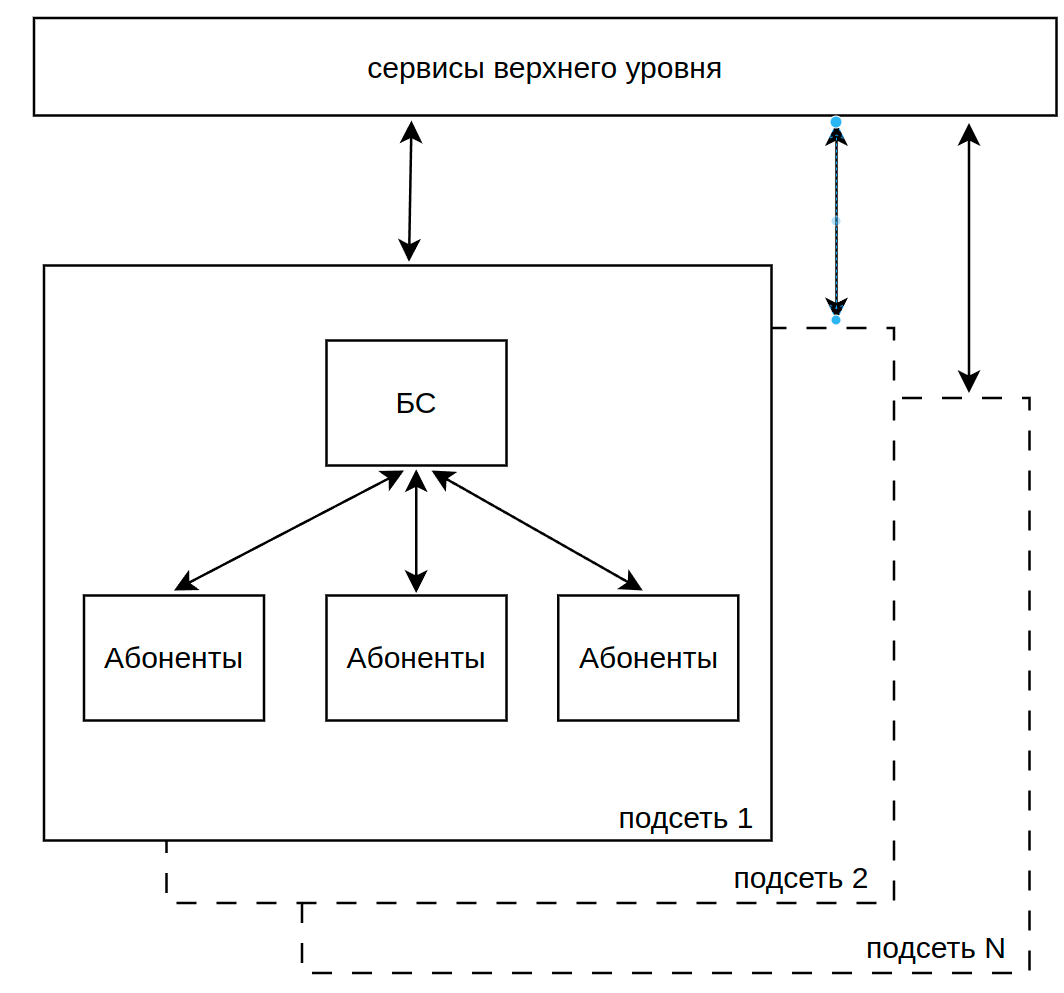 сервисы верхнего уровня
БС
Абоненты
Абоненты
Абоненты
подсеть 1
подсеть 2
подсеть N